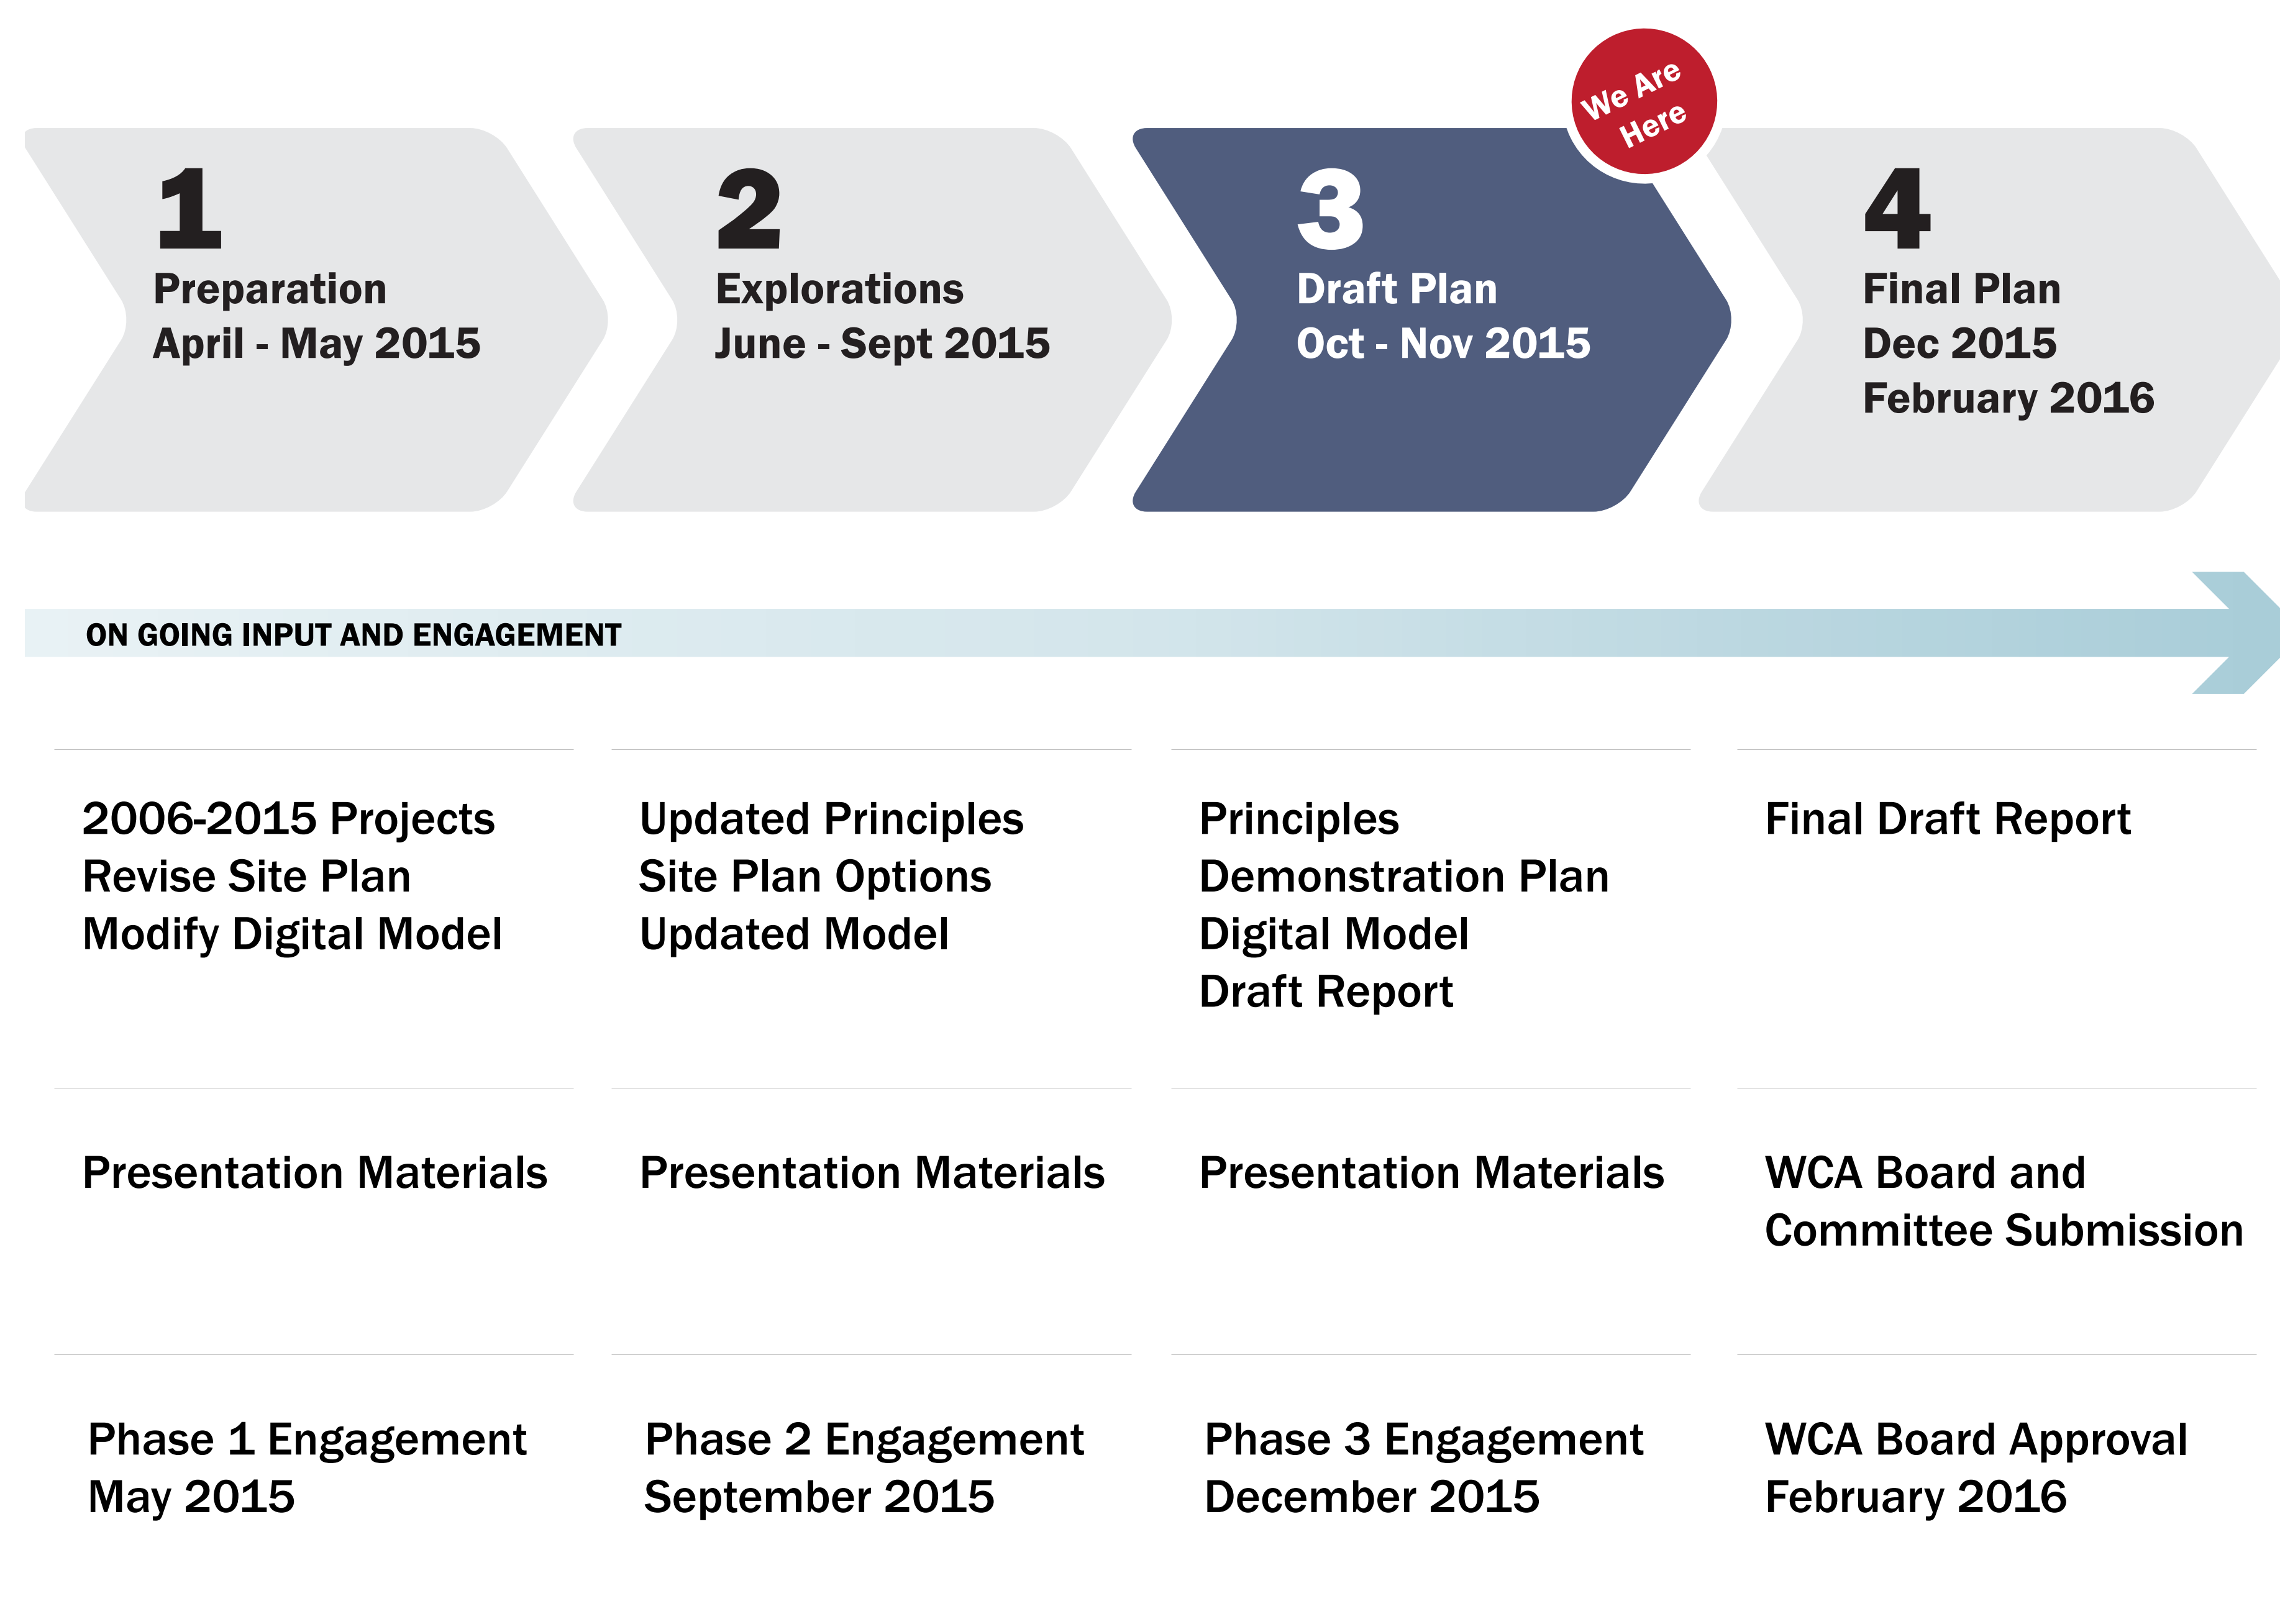 We Are
Here
1
Preparation
April - May 2015
2
Explorations
June - Sept 2015
3
Draft Plan
Oct - Nov 2015
4
Final Plan
Dec 2015
February 2016
ON GOING INPUT AND ENGAGEMENT
2006-2015 Projects
Revise Site Plan
Modify Digital Model
Updated Principles
Site Plan Options
Updated Model
Principles
Demonstration Plan
Digital Model
Draft Report
Final Draft Report
Presentation Materials
Presentation Materials
Presentation Materials
WCA Board and
Committee Submission
Phase 1 Engagement
May 2015
Phase 2 Engagement
September 2015
Phase 3 Engagement
December 2015
WCA Board Approval
February 2016